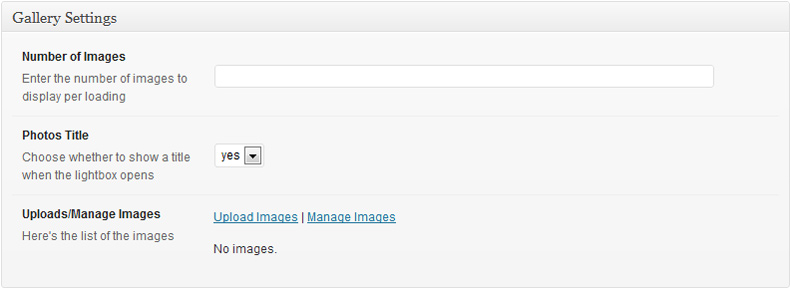 Gallery Settings
Number of Images
Enter the number of images to
display per loading
Photos Title
Choose whether to show a title
when the lightbox opens
yes
Uploads/Manage Images
Here's the list of the images
Upload Images | Manage Images
No images.